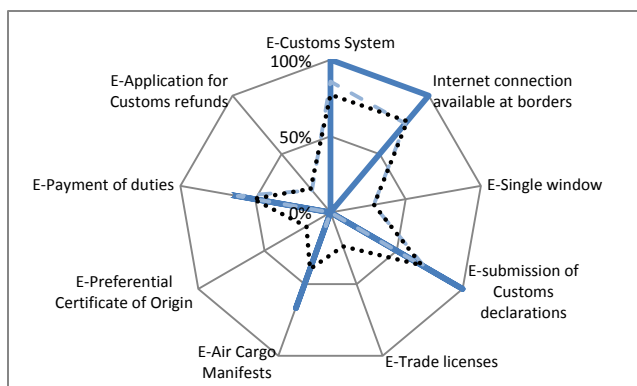 E-Customs System
100%
E-Application for
Customs refunds
Internet connection
available at borders
50%
E-Payment of duties
E-Single window
0%
E-Preferential
Certificate of Origin
E-submission of
Customs
declarations
E-Air Cargo
Manifests
E-Trade licenses